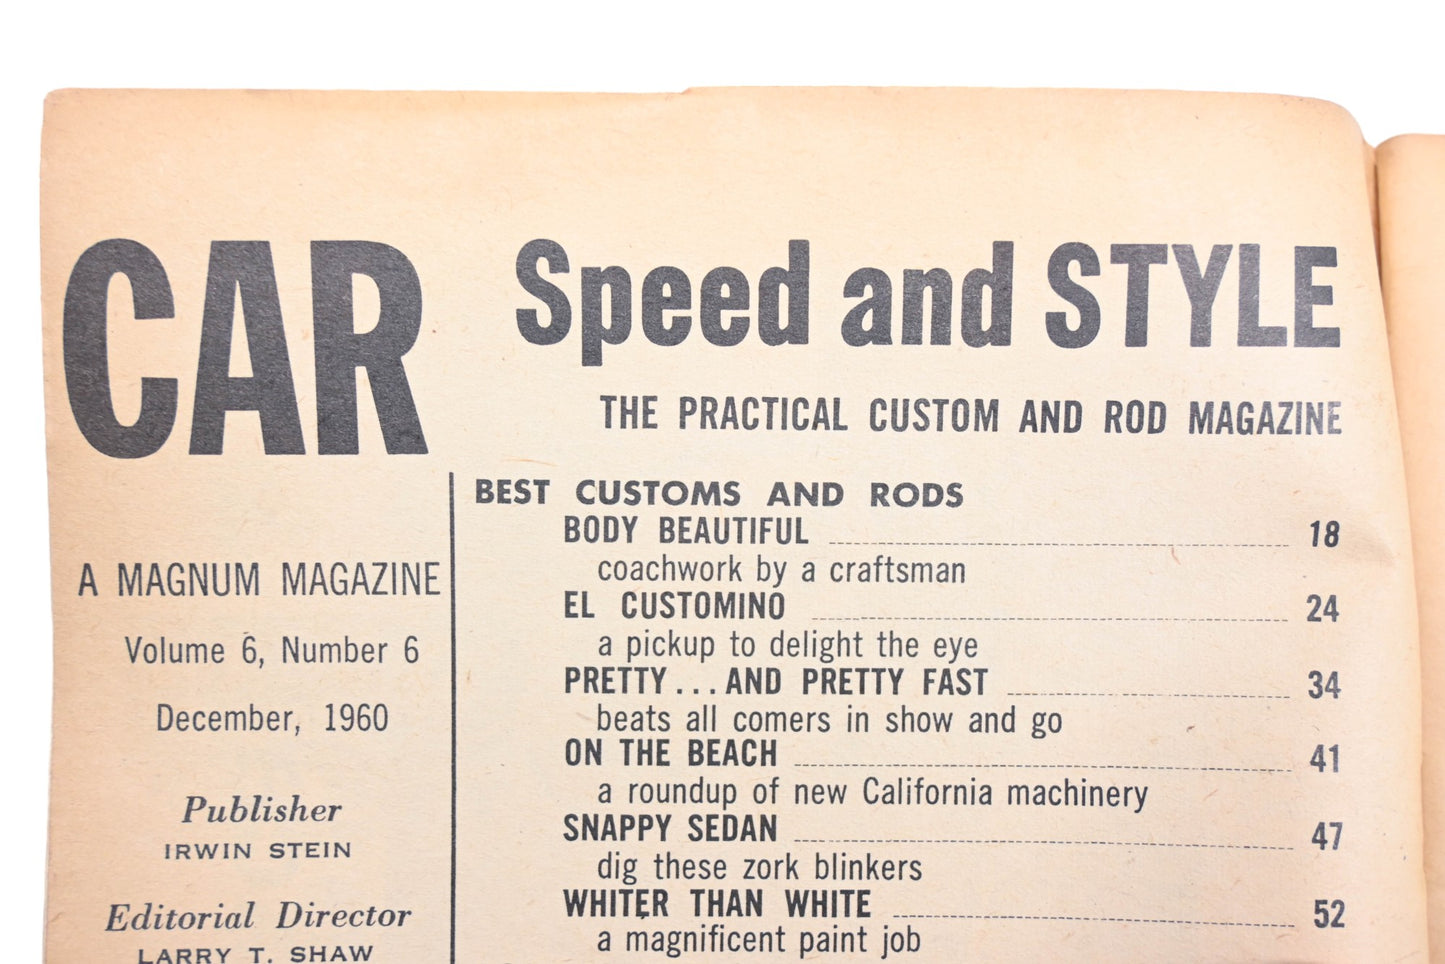 CAR Speed and STYLE
THE PRACTICAL CUSTOM AND ROD MAGAZINE
A MAGNUM MAGAZINE
Volume 6, Number 6
December, 1960
Publisher
IRWIN STEIN
Editorial Director
LARRY T. SHAW
BEST CUSTOMS AND RODS
BODY BEAUTIFUL 18
coachwork by a craftsman
EL CUSTOMINO 24
a pickup to delight the eye
PRETTY...AND PRETTY FAST 34
beats all comers in show and go
ON THE BEACH 41
a roundup of new California machinery
SNAPPY SEDAN 47
dig these zork blinkers
WHITER THAN WHITE 52
a magnificent paint job